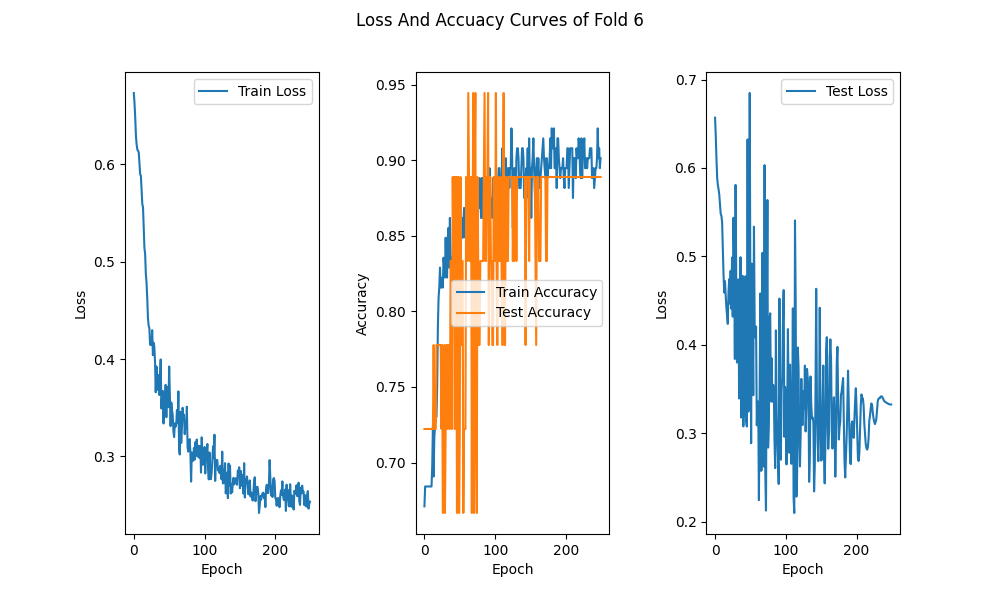 Loss And Accuacy Curves of Fold 6
Train Loss
0.6
0.5
0.4
0.3
Loss
0
100
200
Epoch
0.95
0.90
0.85
0.80
0.75
0.70
Accuracy
Train Accuracy
Test Accuracy
0
100
200
Epoch
Test Loss
0.7
0.6
0.5
0.4
0.3
0.2
Loss
0
100
200
Epoch